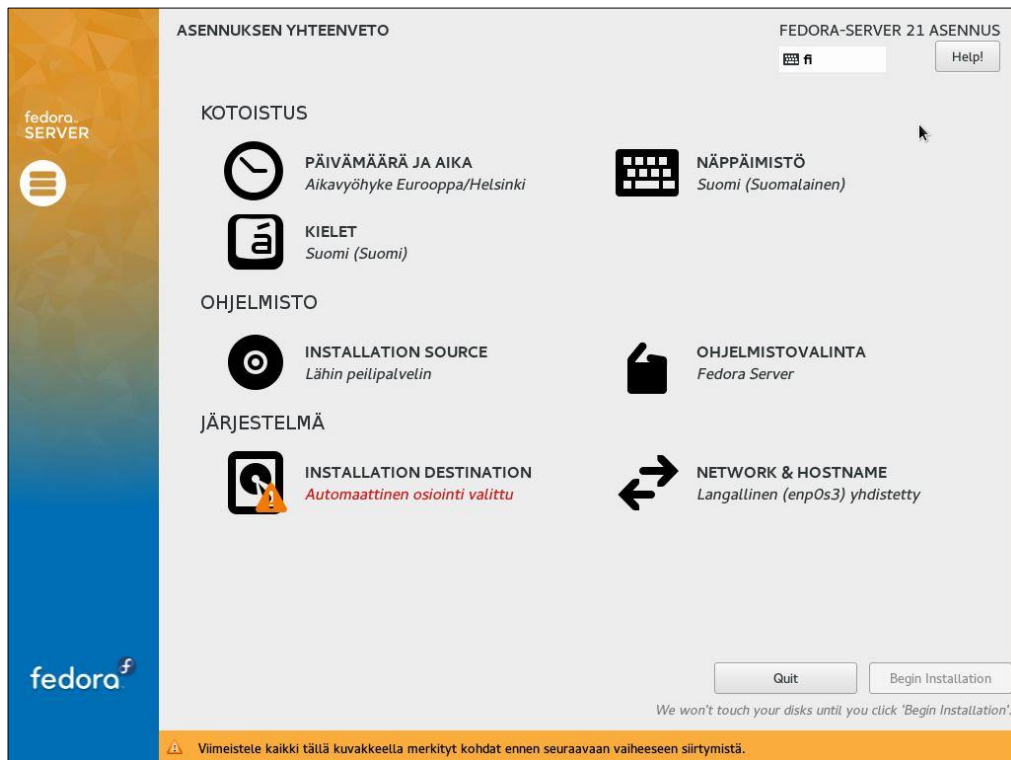 fedora
SERVER
ASENNUKSEN YHTEENVETO
FEDORA-SERVER 21 ASENNUS
fi
Help!
KOTOISTUS
PÄIVÄMÄÄRÄ JA AIKA
Aikavyöhyke Eurooppa/Helsinki
NÄPPÄIMISTÖ
Suomi (Suomalainen)
KIELET
Suomi (Suomi)
OHJELMISTO
INSTALLATION SOURCE
Lähin peilipalvelin
OHJELMISTOVALINTA
Fedora Server
JÄRJESTELMÄ
INSTALLATION DESTINATION
Automaattinen osiointi valittu
NETWORK & HOSTNAME
Langallinen (enp0s3) yhdistetty
fedora
Quit
Begin Installation
We won't touch your disks until you click 'Begin Installation'.
Viimeistele kaikki tällä kuvakkeella merkityt kohdat ennen seuraavaan vaiheeseen siirtymistä.